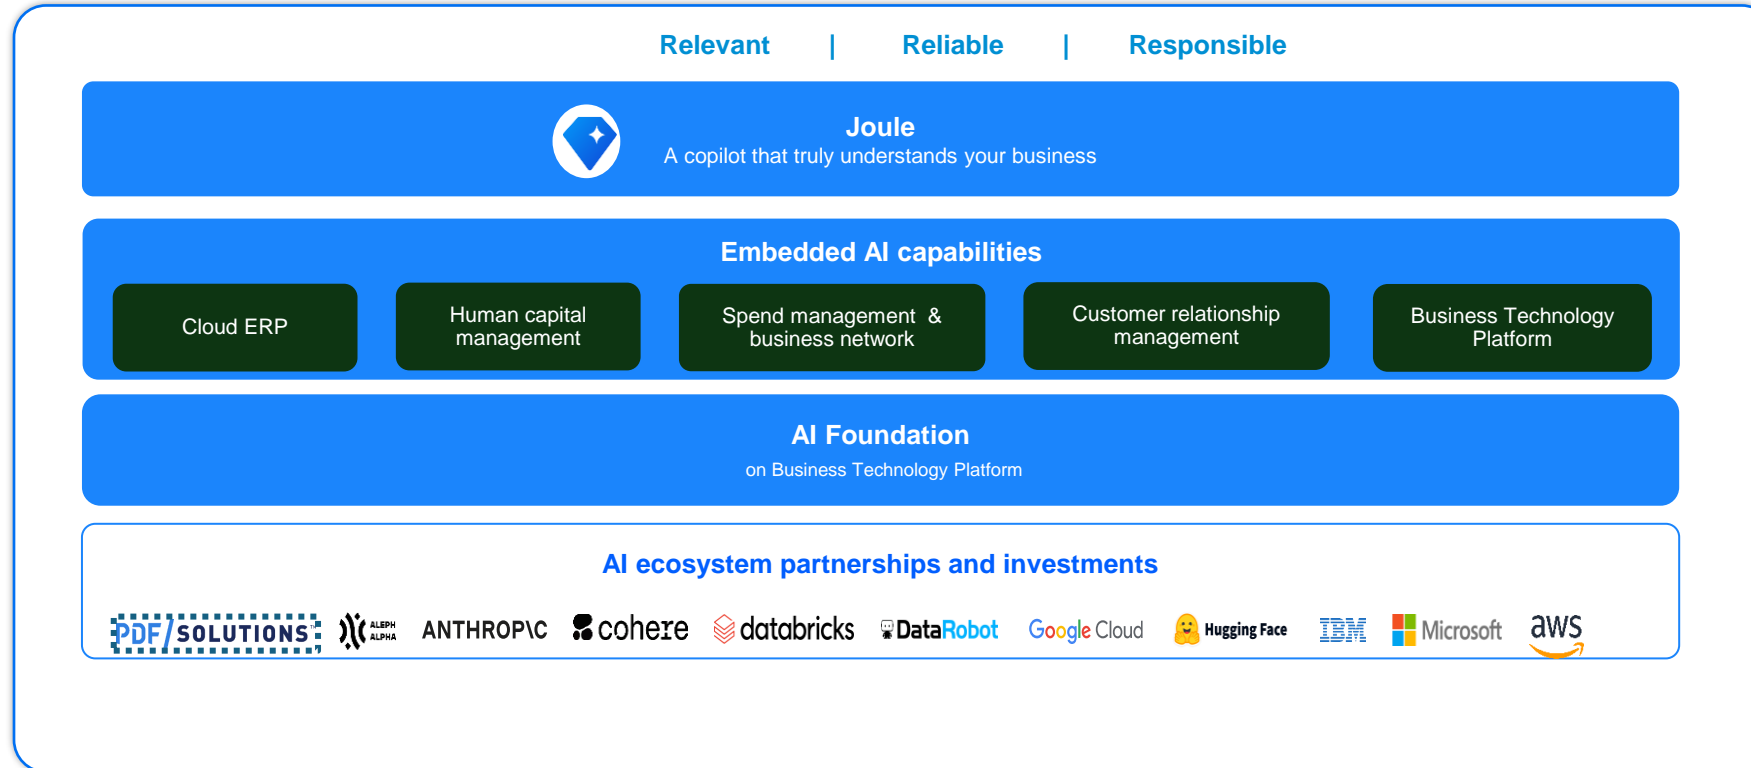 Relevant | Reliable | Responsible
Joule
A copilot that truly understands your business
Embedded AI capabilities
Cloud ERP
Human capital
management
Spend management & 
business network
Customer relationship
management
Business Technology
Platform
AI Foundation
on Business Technology Platform
AI ecosystem partnerships and investments
PDF/SOLUTIONS™
ALEPH
ALPHA
ANTHROP\C
cohere
databricks
DataRobot
Google Cloud
Hugging Face
IBM
Microsoft
aws